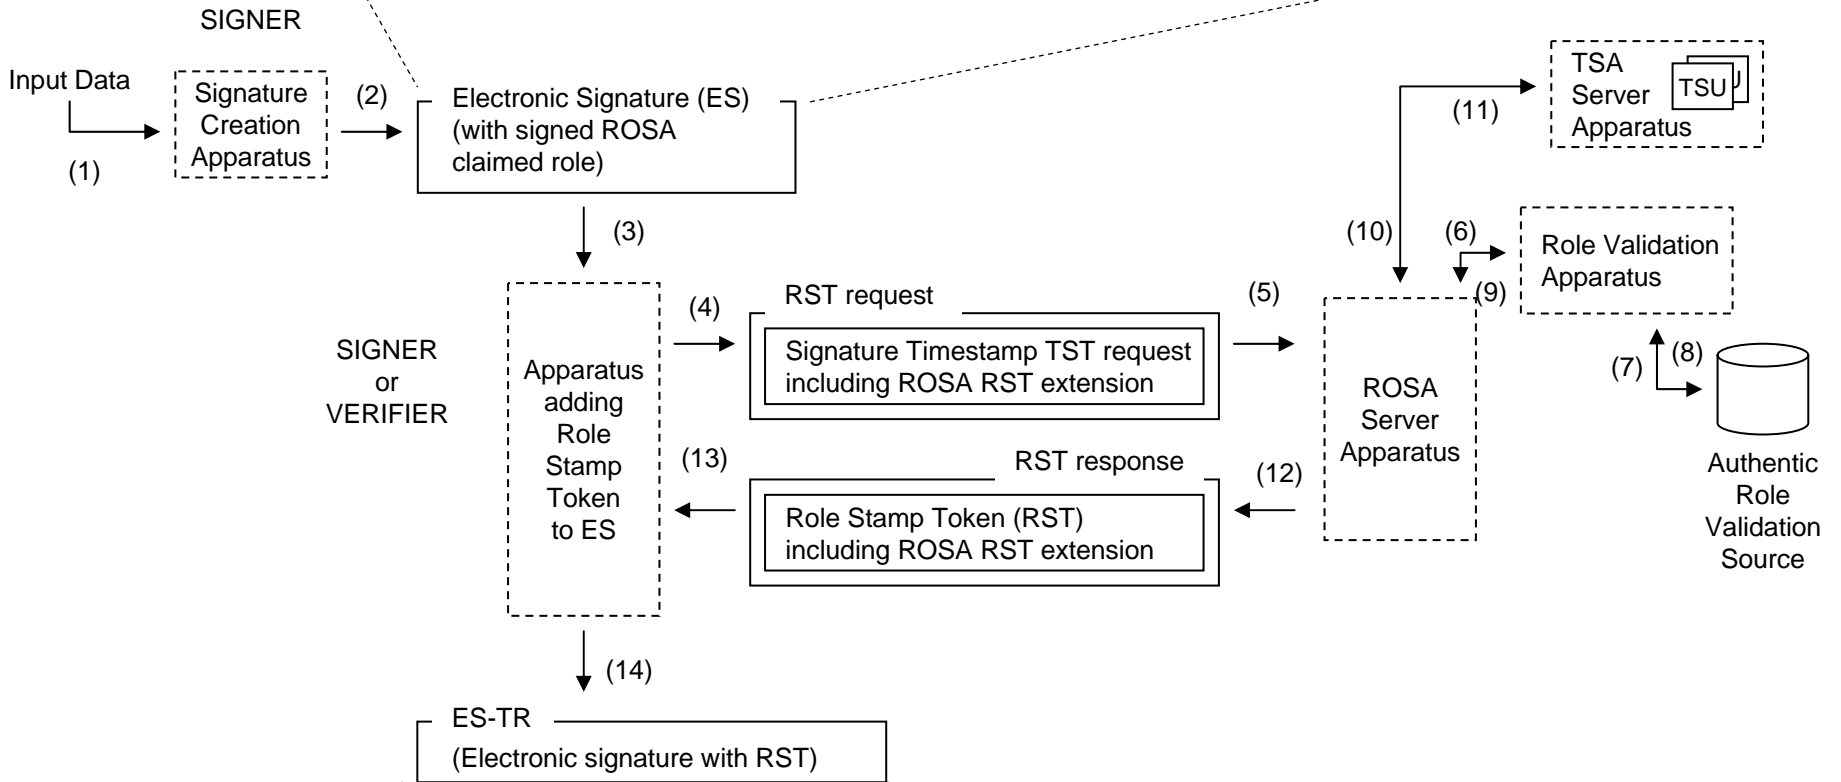 SIGNER
Input Data
(1)
Signature
Creation
Apparatus
(2)
Electronic Signature (ES)
(with signed ROSA
claimed role)
(3)
SIGNER
or
VERIFIER
Apparatus
adding
Role
Stamp
Token
to ES
(4)
RST request
Signature Timestamp TST request
including ROSA RST extension
(5)
ROSA
Server
Apparatus
(6)
(9)
Role Validation
Apparatus
(7)
(8)
Authentic
Role
Validation
Source
(10)
(11)
TSA
Server
Apparatus
TSU
(12)
RST response
Role Stamp Token (RST)
including ROSA RST extension
(13)
(14)
ES-TR
(Electronic signature with RST)